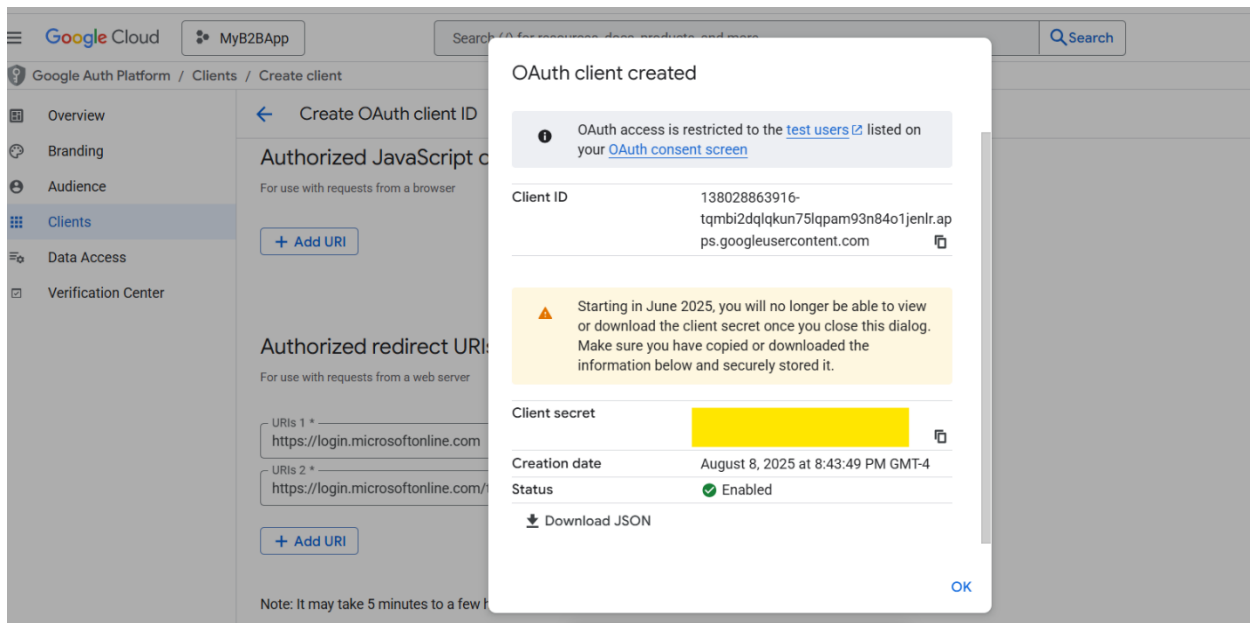 Google Cloud
MyB2BApp
Search (/) for resources, docs, products, and more
Search
Google Auth Platform / Clients / Create client
Overview
Branding
Audience
Clients
Data Access
Verification Center
Create OAuth client ID
Authorized JavaScript o
For use with requests from a browser
+ Add URI
Authorized redirect URIs
For use with requests from a web server
URIs 1 *
https://login.microsoftonline.com
URIs 2 *
https://login.microsoftonline.com/
+ Add URI
Note: It may take 5 minutes to a few h
OAuth client created
OAuth access is restricted to the test users listed on
your OAuth consent screen
Client ID
138028863916-
tqmbi2dqlqkun75lqpam93n84o1jenlr.ap
ps.googleusercontent.com
Starting in June 2025, you will no longer be able to view
or download the client secret once you close this dialog.
Make sure you have copied or downloaded the
information below and securely stored it.
Client secret
Creation date
August 8, 2025 at 8:43:49 PM GMT-4
Status
Enabled
Download JSON
OK